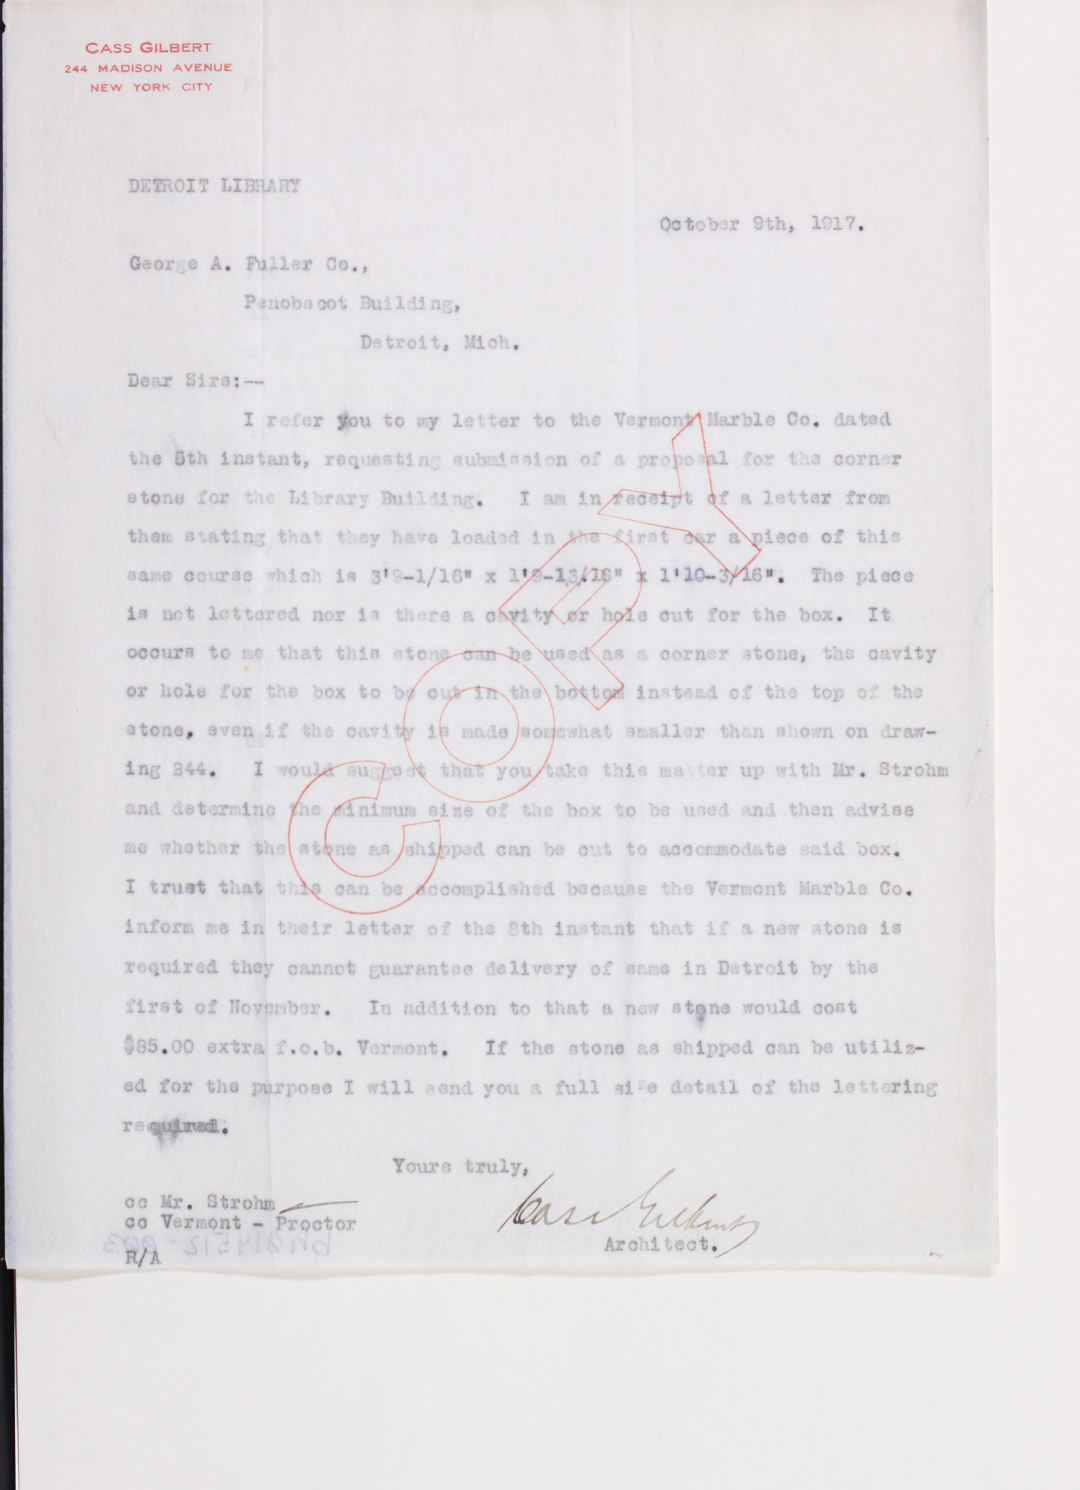 CASS GILBERT
244 MADISON AVENUE
NEW YORK CITY
DETROIT LIBRARY
October 9th, 1917.
George A. Fuller Co.,
Penobscot Building,
Detroit, Mich.
Dear Sirs:--
I refer you to my letter to the Vermont Marble Co. dated
the 5th instant, requesting submission of a proposal for the corner
stone for the Library Building. I am in receipt of a letter from
them stating that they have loaded in the first car a piece of this
same course which is 3'9-1/16" x 1'9-13/16" x 1'10-3/16". The piece
is not lettered nor is there a cavity or hole cut for the box. It
occurs to me that this stone can be used as a corner stone, the cavity
or hole for the box to be cut in the bottom instead of the top of the
stone, even if the cavity is made somewhat smaller than shown on draw-
ing 244. I would suggest that you take this matter up with Mr. Strohm
and determine the minimum size of the box to be used and then advise
me whether the stone as shipped can be cut to accommodate said box.
I trust that this can be accomplished because the Vermont Marble Co.
inform me in their letter of the 8th instant that if a new stone is
required they cannot guarantee delivery of same in Detroit by the
first of November. In addition to that a new stone would cost
$85.00 extra f.o.b. Vermont. If the stone as shipped can be utiliz-
ed for the purpose I will send you a full size detail of the lettering
required.
Yours truly,
cc Mr. Strohm
cc Vermont - Proctor
Cass Gilbert
Architect.
R/A
COPY